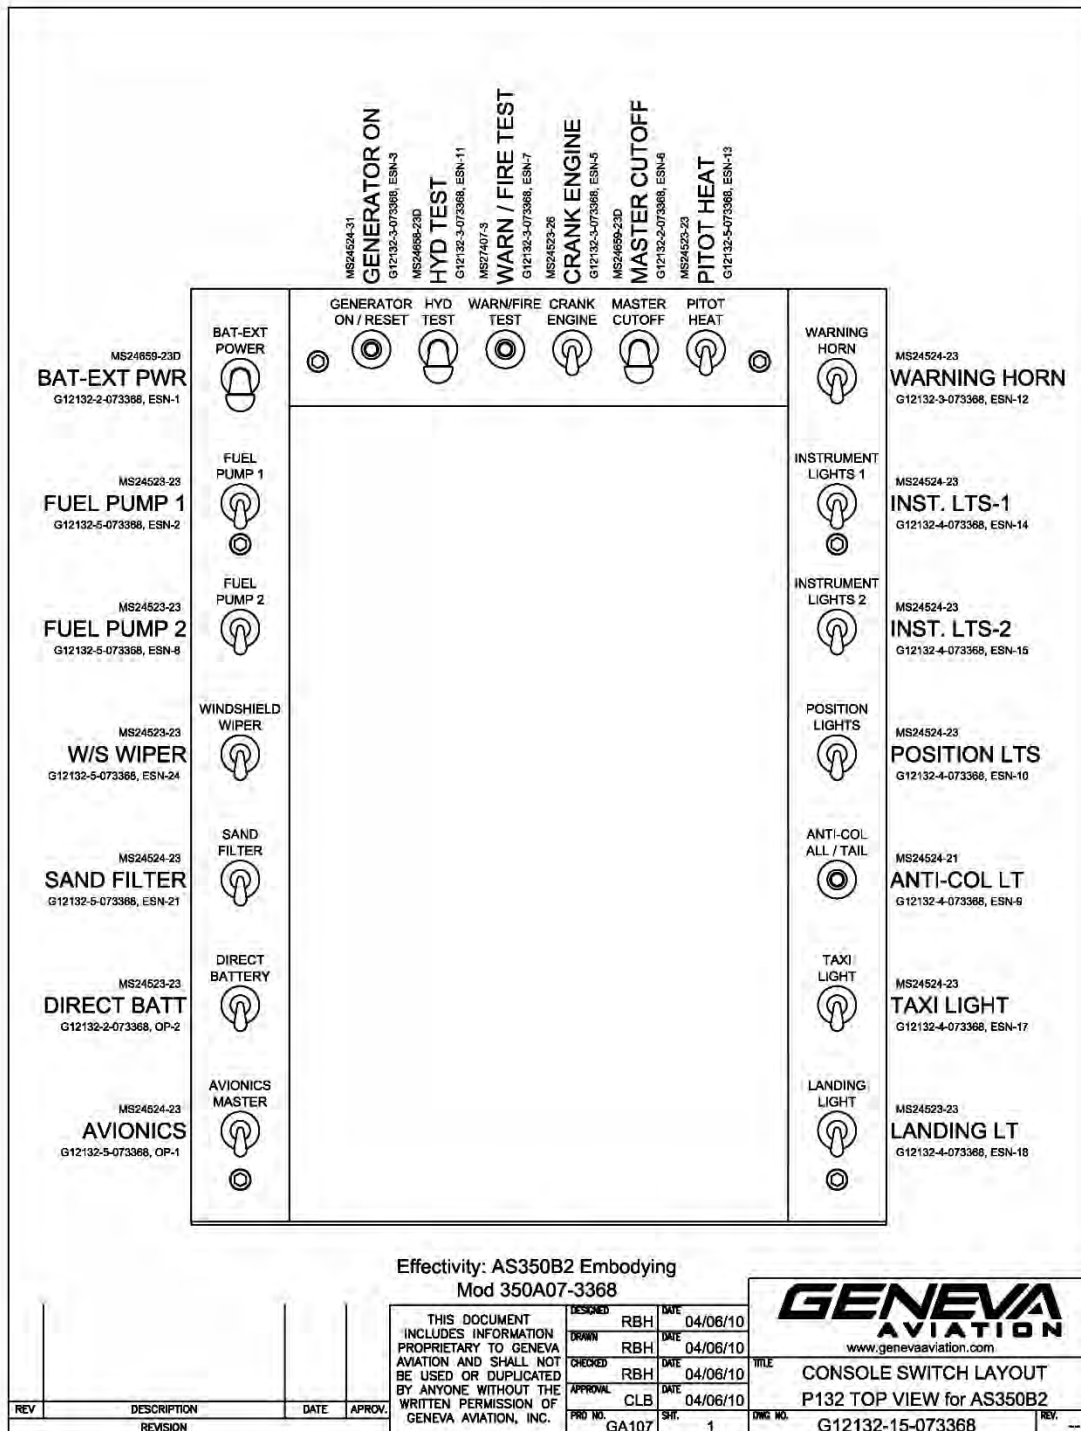 MS24524-31
GENERATOR ON
G12132-3-073368, ESN-3
MS24658-23D
HYD TEST
G12132-3-073368, ESN-11
MS27407-3
WARN / FIRE TEST
G12132-3-073368, ESN-7
MS24523-26
CRANK ENGINE
G12132-3-073368, ESN-5
MS24659-23D
MASTER CUTOFF
G12132-2-073368, ESN-6
MS24523-23
PITOT HEAT
G12132-5-073368, ESN-13
GENERATOR
ON / RESET
HYD
TEST
WARN/FIRE
TEST
CRANK
ENGINE
MASTER
CUTOFF
PITOT
HEAT
BAT-EXT
POWER
MS24659-23D
BAT-EXT PWR
G12132-2-073368, ESN-1
FUEL
PUMP 1
MS24523-23
FUEL PUMP 1
G12132-5-073368, ESN-2
FUEL
PUMP 2
MS24523-23
FUEL PUMP 2
G12132-5-073368, ESN-8
WINDSHIELD
WIPER
MS24523-23
W/S WIPER
G12132-5-073368, ESN-24
SAND
FILTER
MS24524-23
SAND FILTER
G12132-5-073368, ESN-21
DIRECT
BATTERY
MS24523-23
DIRECT BATT
G12132-2-073368, OP-2
AVIONICS
MASTER
MS24524-23
AVIONICS
G12132-5-073368, OP-1
WARNING
HORN
MS24524-23
WARNING HORN
G12132-3-073368, ESN-12
INSTRUMENT
LIGHTS 1
MS24524-23
INST. LTS-1
G12132-4-073368, ESN-14
INSTRUMENT
LIGHTS 2
MS24524-23
INST. LTS-2
G12132-4-073368, ESN-15
POSITION
LIGHTS
MS24524-23
POSITION LTS
G12132-4-073368, ESN-10
ANTI-COL
ALL / TAIL
MS24524-21
ANTI-COL LT
G12132-4-073368, ESN-9
TAXI
LIGHT
MS24524-23
TAXI LIGHT
G12132-4-073368, ESN-17
LANDING
LIGHT
MS24523-23
LANDING LT
G12132-4-073368, ESN-18
Effectivity: AS350B2 Embodying
Mod 350A07-3368
REV DESCRIPTION DATE APROV.
REVISION
THIS DOCUMENT
INCLUDES INFORMATION
PROPRIETARY TO GENEVA
AVIATION AND SHALL NOT
BE USED OR DUPLICATED
BY ANYONE WITHOUT THE
WRITTEN PERMISSION OF
GENEVA AVIATION, INC.
DESIGNED RBH DATE 04/06/10
DRAWN RBH DATE 04/06/10
CHECKED RBH DATE 04/06/10
APPROVAL CLB DATE 04/06/10
PRO NO. GA107 SHT. 1
GENEVA
AVIATION
www.genevaaviation.com
TITLE CONSOLE SWITCH LAYOUT
P132 TOP VIEW for AS350B2
DWG NO. G12132-15-073368 REV. --